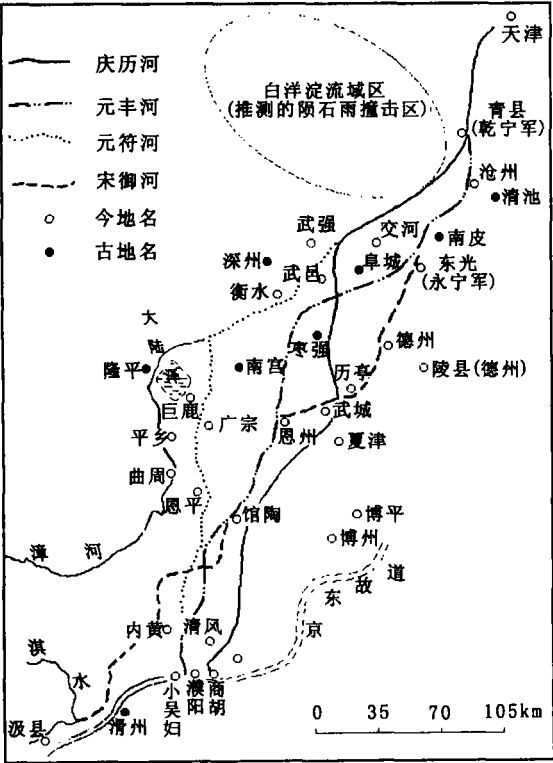 天津
庆历河
元丰河
元符河
宋御河
今地名
古地名
白洋淀流域区
(推测的陨石雨撞击区)
青县
(乾宁军)
沧州
清池
武强
交河
南皮
深州
武邑
阜城
东光
(永宁军)
衡水
大陆泽
枣强
德州
隆平
南宫
历亭
陵县(德州)
巨鹿
广宗
恩州
武城
平乡
夏津
曲周
恩平
馆陶
博平
博州
漳河
京东故道
内黄
清风
淇水
小吴妇
濮阳
商胡
汲县
滑州
0 35 70 105km